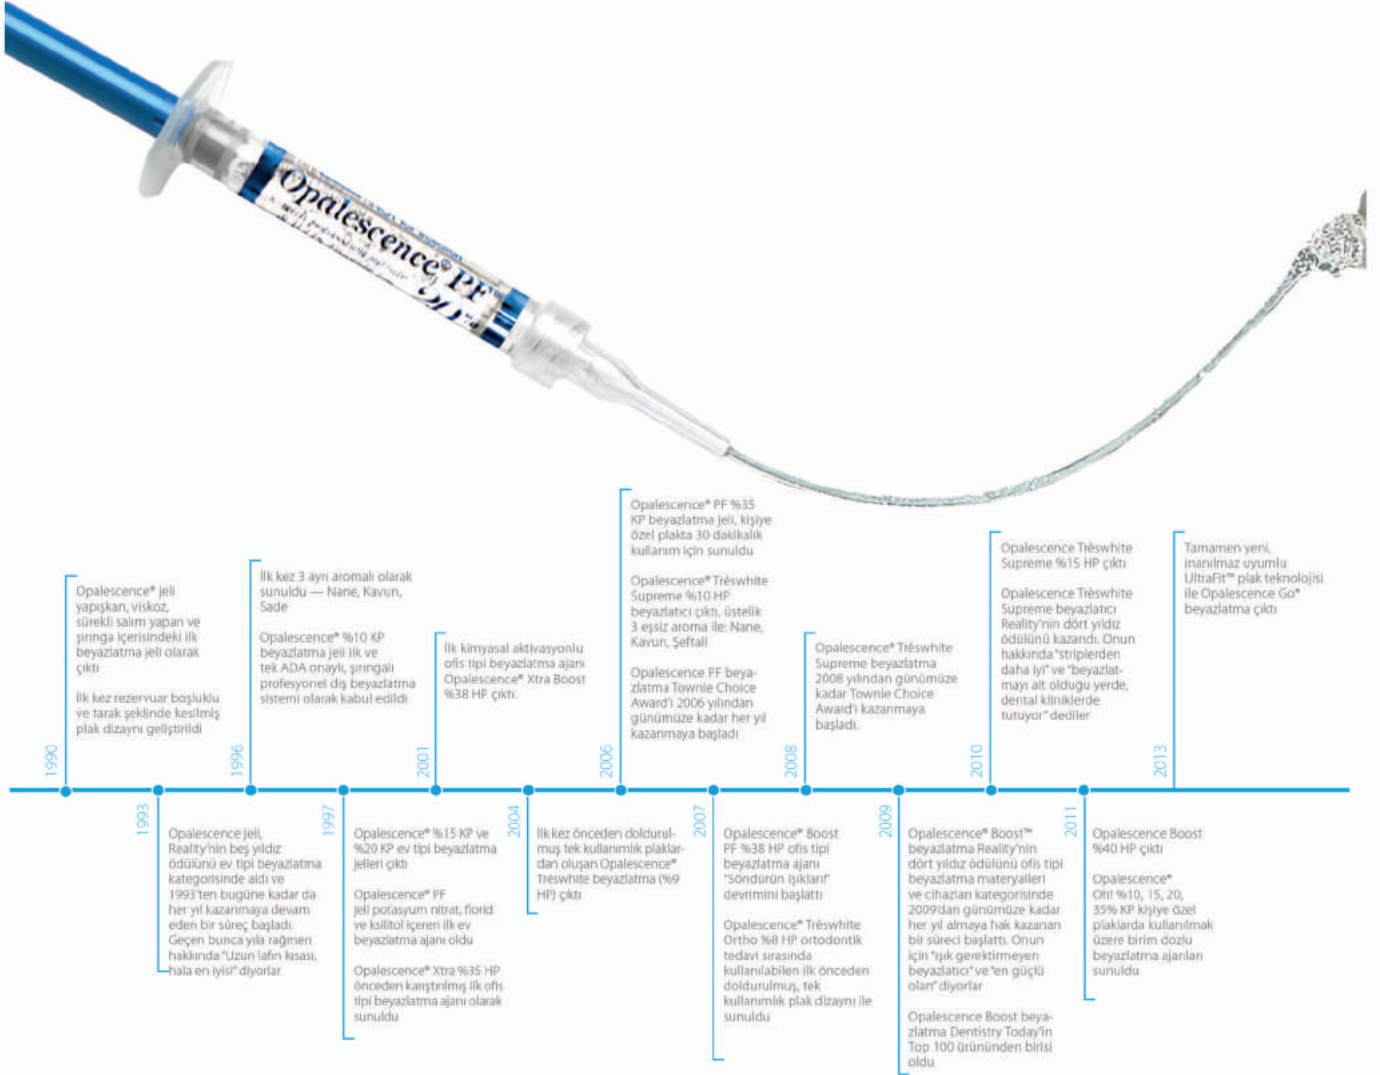 Opalescence® PF™
Opalescence® PF %35
KP beyazlatma jeli, kişiye
özel plakta 30 dakikalık
kullanım için sunuldu
Opalescence® Trèswhite
Supreme %10 HP
beyazlatıcı çıktı, üstelik
3 eşsiz aroma ile: Nane,
Kavun, Şeftali
Opalescence PF beya-
zlatma Townie Choice
Award'ı 2006 yılından
günümüze kadar her yıl
kazanmaya başladı
Opalescence® jeli
yapışkan, viskoz,
sürekli salım yapan ve
şırınga içerisindeki ilk
beyazlatma jeli olarak
çıktı
İlk kez rezervuar boşluklu
ve tarak şeklinde kesilmiş
plak dizaynı geliştirildi
İlk kez 3 ayrı aromalı olarak
sunuldu — Nane, Kavun,
Sade
Opalescence® %10 KP
beyazlatma jeli ilk ve
tek ADA onaylı, şırıngalı
profesyonel diş beyazlatma
sistemi olarak kabul edildi
İlk kimyasal aktivasyonlu
ofis tipi beyazlatma ajanı
Opalescence® Xtra Boost
%38 HP çıktı.
Opalescence® Trèswhite
Supreme beyazlatma
2008 yılından günümüze
kadar Townie Choice
Award'ı kazanmaya
başladı.
Opalescence Trèswhite
Supreme %15 HP çıktı
Opalescence Trèswhite
Supreme beyazlatıcı
Reality'nin dört yıldız
ödülünü kazandı. Onun
hakkında "striplerden
daha iyi" ve "beyazlat-
mayı ait olduğu yerde,
dental kliniklerde
tutuyor" dediler
Tamamen yeni,
inanılmaz uyumlu
UltraFit™ plak teknolojisi
ile Opalescence Go®
beyazlatma çıktı
1990
1996
2001
2006
2008
2010
2013
1993
1997
2004
2007
2009
2011
Opalescence jeli,
Reality'nin beş yıldız
ödülünü ev tipi beyazlatma
kategorisinde aldı ve
1993'ten bugüne kadar da
her yıl kazanmaya devam
eden bir süreç başladı.
Geçen bunca yıla rağmen
hakkında "Uzun lafın kısası,
hala en iyisi" diyorlar
Opalescence® %15 KP ve
%20 KP ev tipi beyazlatma
jelleri çıktı
Opalescence® PF
jeli potasyum nitrat, florid
ve ksilitol içeren ilk ev
beyazlatma ajanı oldu
Opalescence® Xtra %35 HP
önceden karıştırılmış ilk ofis
tipi beyazlatma ajanı olarak
sunuldu
İlk kez önceden doldurul-
muş tek kullanımlık plaklar-
dan oluşan Opalescence®
Trèswhite beyazlatma (%9
HP) çıktı
Opalescence® Boost
PF %38 HP ofis tipi
beyazlatma ajanı
"Söndürün Işıkları!"
devrimini başlattı
Opalescence® Trèswhite
Ortho %8 HP ortodontik
tedavi sırasında
kullanılabilen ilk önceden
doldurulmuş, tek
kullanımlık plak dizaynı ile
sunuldu
Opalescence® Boost™
beyazlatma Reality'nin
dört yıldız ödülünü ofis tipi
beyazlatma materyalleri
ve cihazları kategorisinde
2009'dan günümüze kadar
her yıl almaya hak kazanan
bir süreci başlattı. Onun
için "ışık gerektirmeyen
beyazlatıcı" ve "en güçlü
olan" diyorlar
Opalescence Boost beya-
zlatma Dentistry Today'in
Top 100 ürününden birisi
oldu
Opalescence Boost
%40 HP çıktı
Opalescence®
Oh! %10, 15, 20,
35% KP kişiye özel
plaklarda kullanılmak
üzere birim dozlu
beyazlatma ajanları
sunuldu